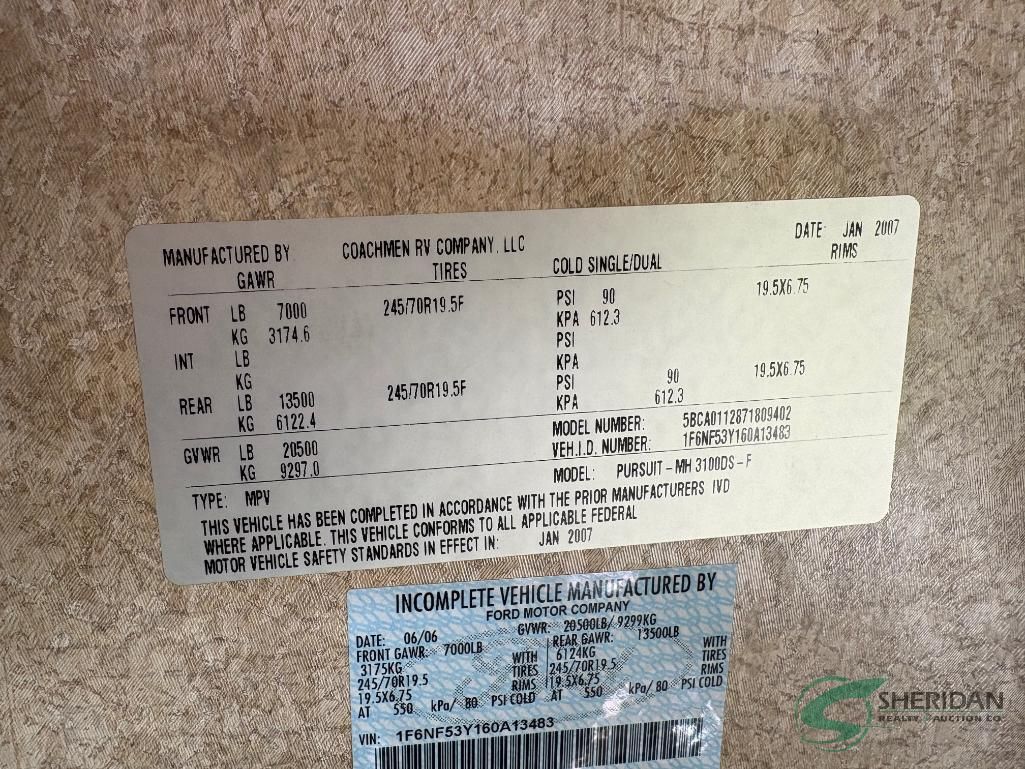 MANUFACTURED BY COACHMEN RV COMPANY, LLC DATE: JAN 2007
GAWR TIRES COLD SINGLE/DUAL RIMS
FRONT LB 7000 245/70R19.5F PSI 90 19.5X6.75
KG 3174.6 KPA 612.3
INT LB PSI
KG KPA
REAR LB 13500 245/70R19.5F PSI 90 19.5X6.75
KG 6122.4 KPA 612.3
GVWR LB 20500 MODEL NUMBER: 5BCA0112871809402
KG 9297.0 VEH.I.D. NUMBER: 1F6NF53Y160A13483
TYPE: MPV MODEL: PURSUIT-MH 3100DS-F
THIS VEHICLE HAS BEEN COMPLETED IN ACCORDANCE WITH THE PRIOR MANUFACTURERS IVD
WHERE APPLICABLE. THIS VEHICLE CONFORMS TO ALL APPLICABLE FEDERAL
MOTOR VEHICLE SAFETY STANDARDS IN EFFECT IN: JAN 2007
INCOMPLETE VEHICLE MANUFACTURED BY
FORD MOTOR COMPANY
DATE: 06/06 GVWR: 20500LB/ 9299KG
FRONT GAWR: 7000LB REAR GAWR: 13500LB
3175KG WITH 6124KG WITH
245/70R19.5 TIRES 245/70R19.5 TIRES
19.5X6.75 RIMS 19.5X6.75 RIMS
AT 550 kPa/ 80 PSI COLD AT 550 kPa/ 80 PSI COLD
VIN: 1F6NF53Y160A13483
SHERIDAN
REALTY & AUCTION CO.